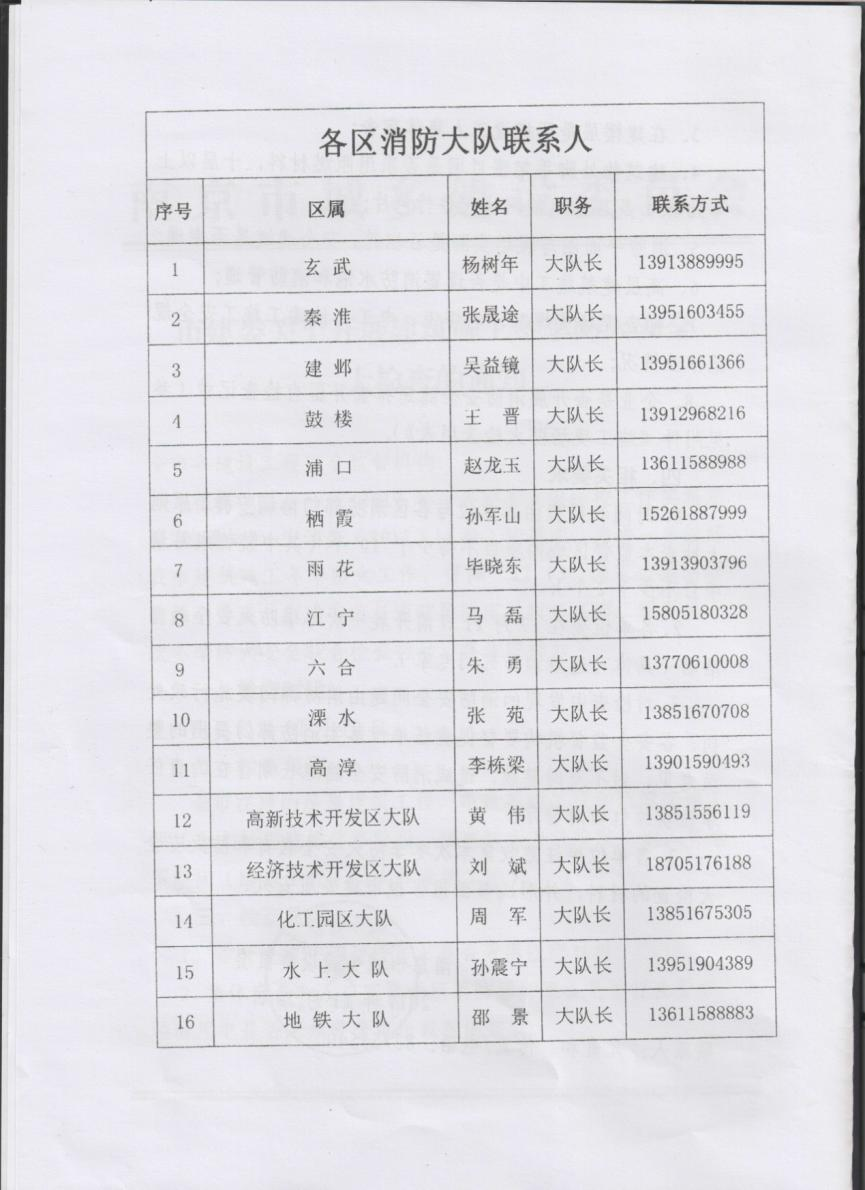 各区消防大队联系人
序号 区属 姓名 职务 联系方式
1 玄武 杨树年 大队长 13913889995
2 秦淮 张晟途 大队长 13951603455
3 建邺 吴益镜 大队长 13951661366
4 鼓楼 王晋 大队长 13912968216
5 浦口 赵龙玉 大队长 13611588988
6 栖霞 孙军山 大队长 15261887999
7 雨花 毕晓东 大队长 13913903796
8 江宁 马磊 大队长 15805180328
9 六合 朱勇 大队长 13770610008
10 溧水 张苑 大队长 13851670708
11 高淳 李栋梁 大队长 13901590493
12 高新技术开发区大队 黄伟 大队长 13851556119
13 经济技术开发区大队 刘斌 大队长 18705176188
14 化工园区大队 周军 大队长 13851675305
15 水上大队 孙震宁 大队长 13951904389
16 地铁大队 邵景 大队长 13611588883